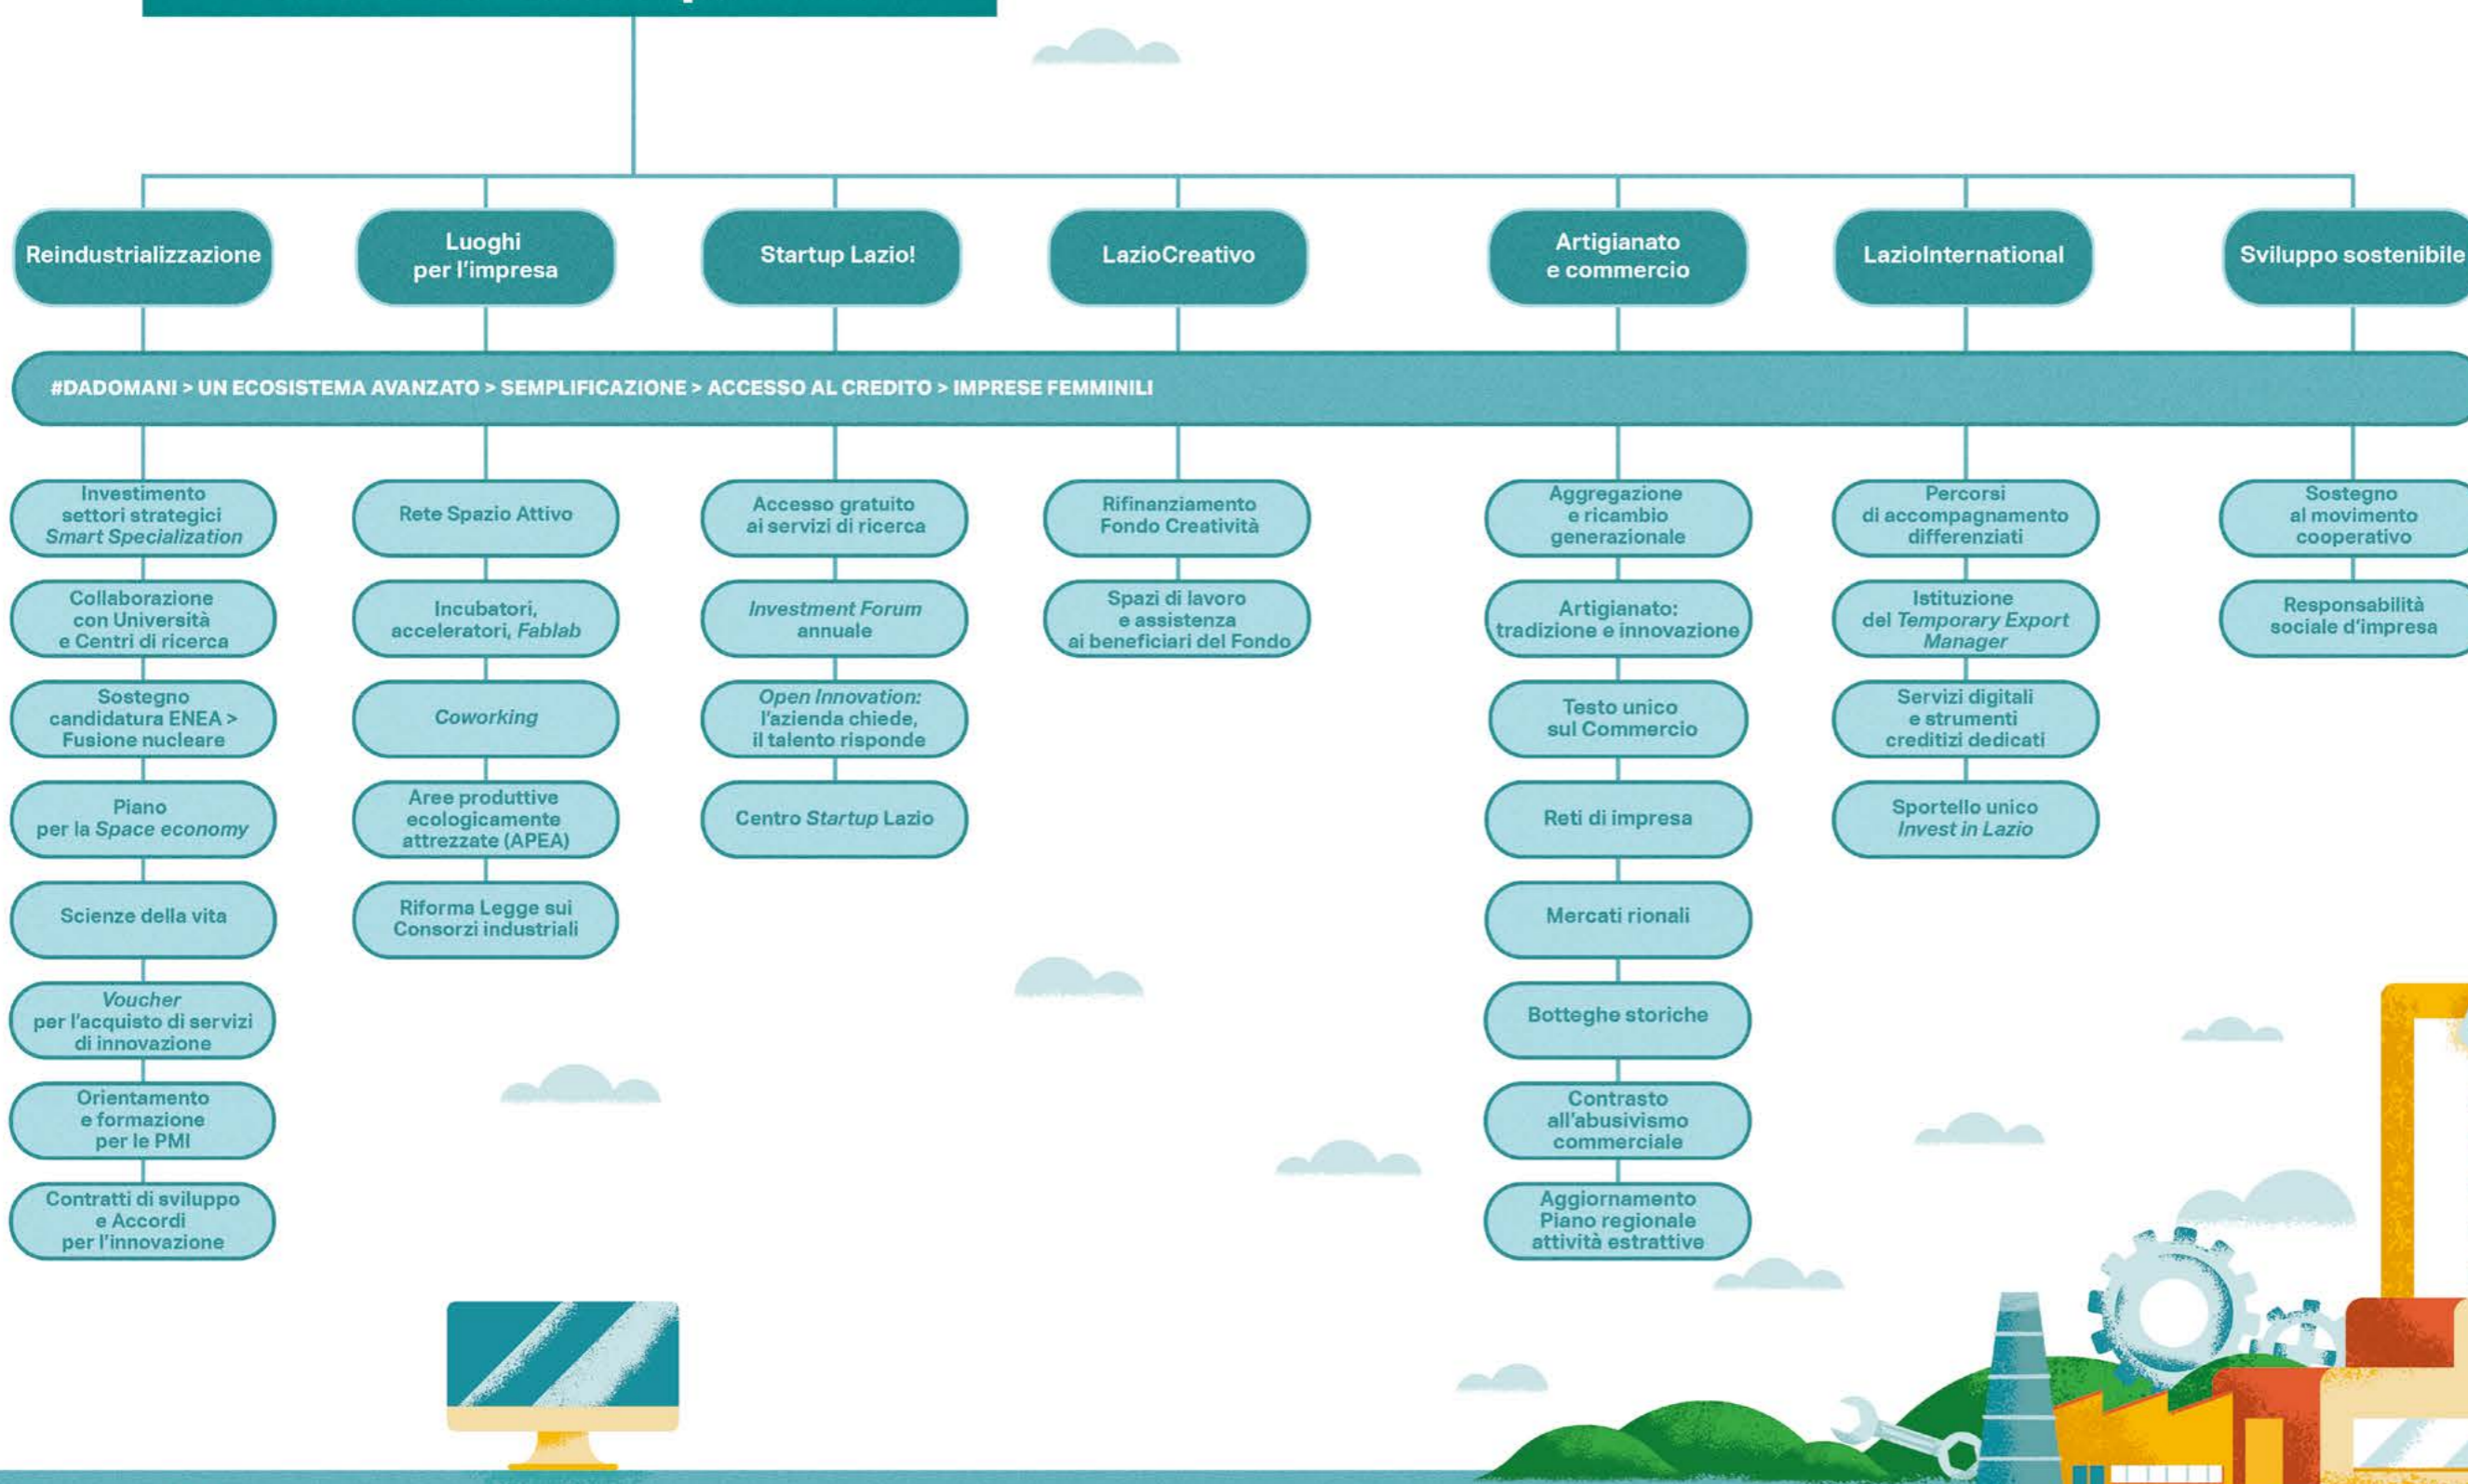 Reindustrializzazione
Luoghi
per l'impresa
Startup Lazio!
LazioCreativo
Artigianato
e commercio
LazioInternational
Sviluppo sostenibile
#DADOMANI > UN ECOSISTEMA AVANZATO > SEMPLIFICAZIONE > ACCESSO AL CREDITO > IMPRESE FEMMINILI
Investimento
settori strategici
Smart Specialization
Collaborazione
con Università
e Centri di ricerca
Sostegno
candidatura ENEA >
Fusione nucleare
Piano
per la Space economy
Scienze della vita
Voucher
per l'acquisto di servizi
di innovazione
Orientamento
e formazione
per le PMI
Contratti di sviluppo
e Accordi
per l'innovazione
Rete Spazio Attivo
Incubatori,
acceleratori, Fablab
Coworking
Aree produttive
ecologicamente
attrezzate (APEA)
Riforma Legge sui
Consorzi industriali
Accesso gratuito
ai servizi di ricerca
Investment Forum
annuale
Open Innovation:
l'azienda chiede,
il talento risponde
Centro Startup Lazio
Rifinanziamento
Fondo Creatività
Spazi di lavoro
e assistenza
ai beneficiari del Fondo
Aggregazione
e ricambio
generazionale
Artigianato:
tradizione e innovazione
Testo unico
sul Commercio
Reti di impresa
Mercati rionali
Botteghe storiche
Contrasto
all'abusivismo
commerciale
Aggiornamento
Piano regionale
attività estrattive
Percorsi
di accompagnamento
differenziati
Istituzione
del Temporary Export
Manager
Servizi digitali
e strumenti
creditizi dedicati
Sportello unico
Invest in Lazio
Sostegno
al movimento
cooperativo
Responsabilità
sociale d'impresa